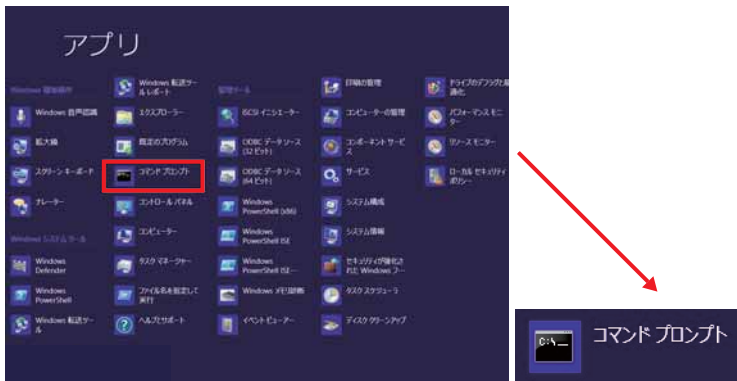 アプリ
Windows 簡単操作
Windows 音声認識
拡大鏡
スクリーン キーボード
ナレーター
Windows システム ツール
Windows
Defender
Windows
PowerShell
Windows 転送ツー
ル
Windows 転送ツー
ル レポート
エクスプローラー
既定のプログラム
コマンド プロンプト
コントロール パネル
コンピューター
タスク マネージャー
ファイル名を指定して
実行
ヘルプとサポート
管理ツール
iSCSI イニシエーター
ODBC データ ソース
(32 ビット)
ODBC データ ソース
(64 ビット)
Windows
PowerShell (x86)
Windows
PowerShell ISE
Windows
PowerShell ISE…
Windows メモリ診断
イベント ビューアー
印刷の管理
コンピューターの管理
コンポーネント サービ
ス
サービス
システム構成
システム情報
セキュリティが強化さ
れた Windows フ…
タスク スケジューラ
ディスク クリーンアップ
ドライブのデフラグと最
適化
パフォーマンス モニ
ター
リソース モニター
ローカル セキュリティ
ポリシー
C:\_
コマンド プロンプト